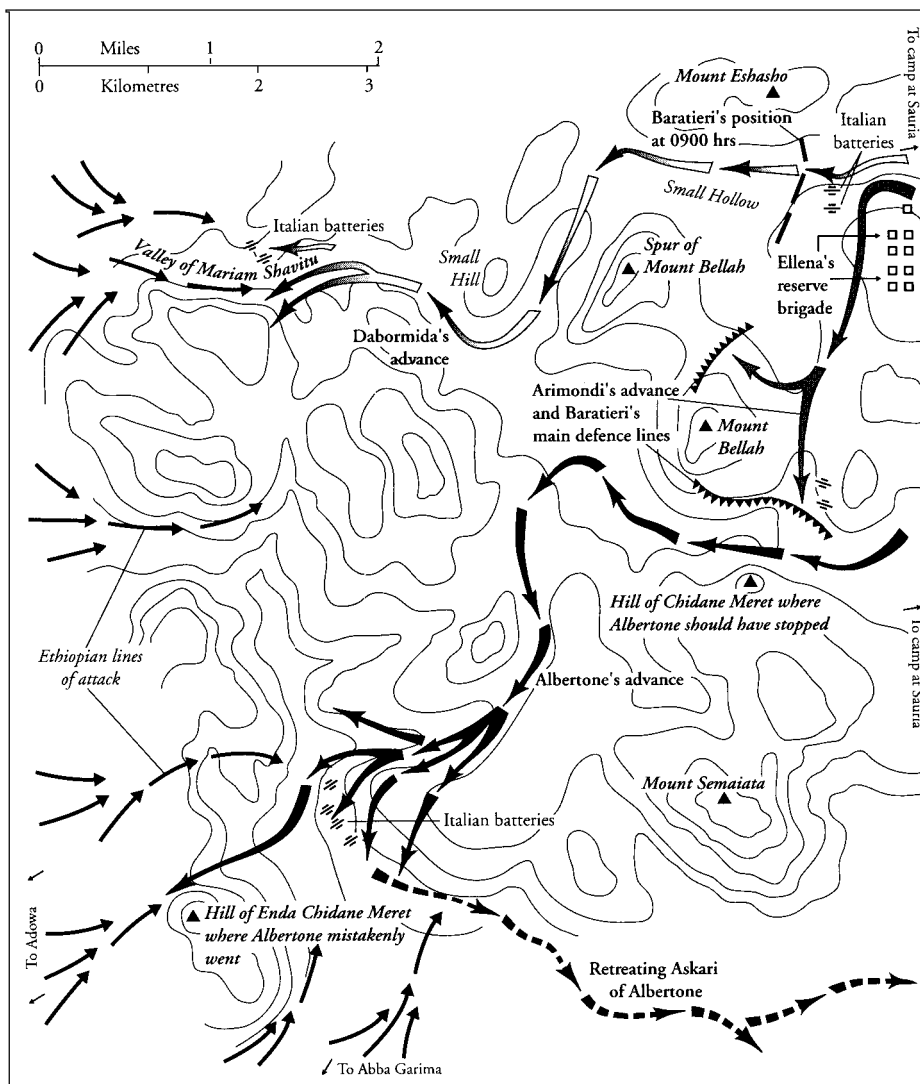 0 Miles 1 2
0 Kilometres 2 3
To camp at Sauria
Mount Eshasho
Baratieri's position
at 0900 hrs
Italian
batteries
Small Hollow
Italian batteries
Valley of Mariam Shavitu
Small
Hill
Spur of
Mount Bellah
Ellena's
reserve
brigade
Dabormida's
advance
Arimondi's advance
and Baratieri's
main defence lines
Mount
Bellah
Hill of Chidane Meret where
Albertone should have stopped
To camp at Sauria
Ethiopian lines
of attack
Albertone's advance
Mount Semaiata
Italian batteries
To Adowa
Hill of Enda Chidane Meret
where Albertone mistakenly
went
Retreating Askari
of Albertone
To Abba Garima